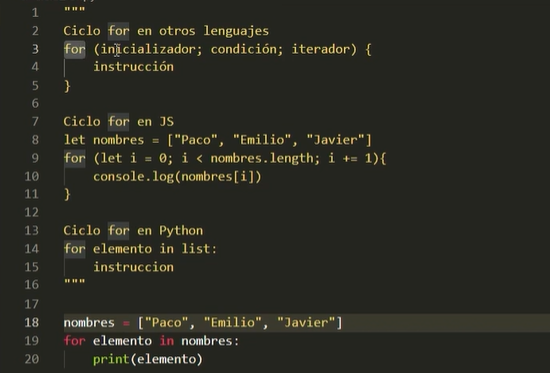 1 """
2 Ciclo for en otros lenguajes
3 for (inicializador; condición; iterador) {
4     instrucción
5 }
6
7 Ciclo for en JS
8 let nombres = ["Paco", "Emilio", "Javier"]
9 for (let i = 0; i < nombres.length; i += 1){
10     console.log(nombres[i])
11 }
12
13 Ciclo for en Python
14 for elemento in list:
15     instruccion
16 """
17
18 nombres = ["Paco", "Emilio", "Javier"]
19 for elemento in nombres:
20     print(elemento)